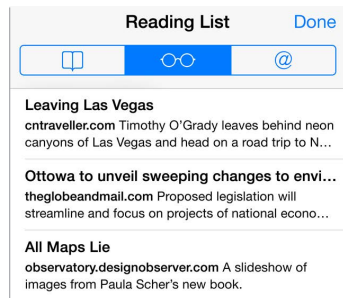 Reading List Done
@
Leaving Las Vegas
cntraveller.com Timothy O’Grady leaves behind neon
canyons of Las Vegas and head on a road trip to N...
Ottowa to unveil sweeping changes to envi...
theglobeandmail.com Proposed legislation will
streamline and focus on projects of national econo...
All Maps Lie
observatory.designobserver.com A slideshow of
images from Paula Scher’s new book.